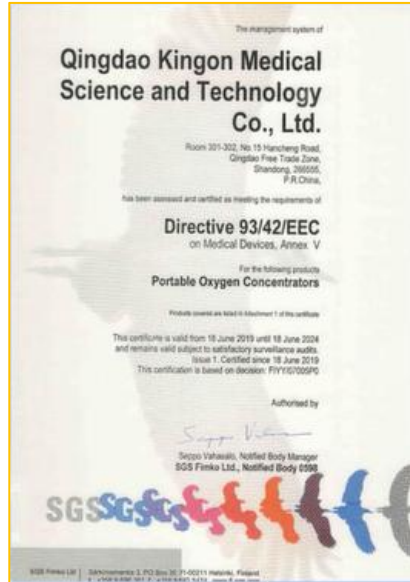 The management system of
Qingdao Kingon Medical
Science and Technology
Co., Ltd.
Room 301-302, No.15 Hancheng Road,
Qingdao Free Trade Zone,
Shandong, 266555,
P.R.China,
has been assessed and certified as meeting the requirements of
Directive 93/42/EEC
on Medical Devices, Annex V
For the following products
Portable Oxygen Concentrators
Products covered are listed in Attachment 1 of this certificate
This certificate is valid from 18 June 2019 until 18 June 2024
and remains valid subject to satisfactory surveillance audits.
Issue 1. Certified since 18 June 2019
This certification is based on decision:
Authorised by
Seppo Vahasalo, Notified Body Manager
SGS Fimko Ltd., Notified Body 0598
SGS SGS SGS
SGS Fimko Ltd
Helsinki, Finland